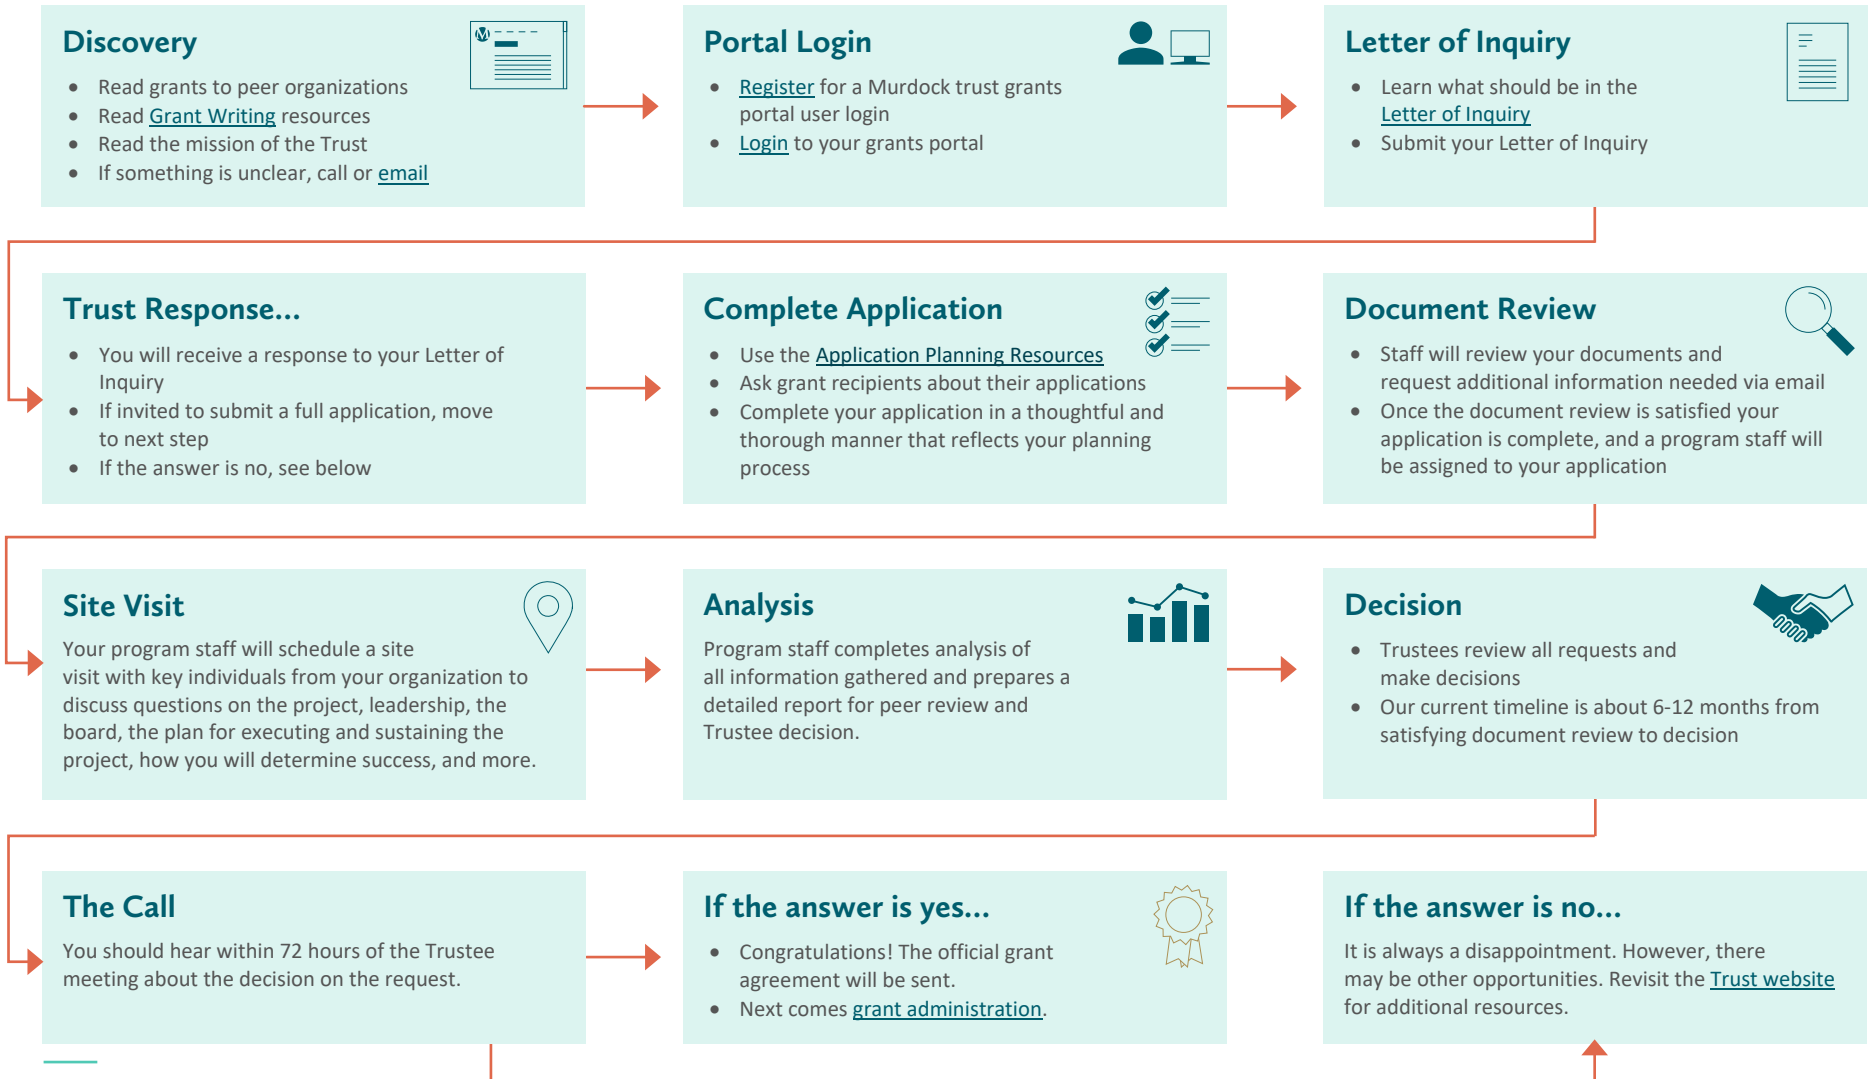 Discovery
• Read grants to peer organizations
• Read Grant Writing resources
• Read the mission of the Trust
• If something is unclear, call or email
M
Portal Login
• Register for a Murdock trust grants
portal user login
• Login to your grants portal
Letter of Inquiry
• Learn what should be in the
Letter of Inquiry
• Submit your Letter of Inquiry
Trust Response...
• You will receive a response to your Letter of
Inquiry
• If invited to submit a full application, move
to next step
• If the answer is no, see below
Complete Application
• Use the Application Planning Resources
• Ask grant recipients about their applications
• Complete your application in a thoughtful and
thorough manner that reflects your planning
process
Document Review
• Staff will review your documents and
request additional information needed via email
• Once the document review is satisfied your
application is complete, and a program staff will
be assigned to your application
Site Visit
Your program staff will schedule a site
visit with key individuals from your organization to
discuss questions on the project, leadership, the
board, the plan for executing and sustaining the
project, how you will determine success, and more.
Analysis
Program staff completes analysis of
all information gathered and prepares a
detailed report for peer review and
Trustee decision.
Decision
• Trustees review all requests and
make decisions
• Our current timeline is about 6-12 months from
satisfying document review to decision
The Call
You should hear within 72 hours of the Trustee
meeting about the decision on the request.
If the answer is yes...
• Congratulations! The official grant
agreement will be sent.
• Next comes grant administration.
If the answer is no...
It is always a disappointment. However, there
may be other opportunities. Revisit the Trust website
for additional resources.